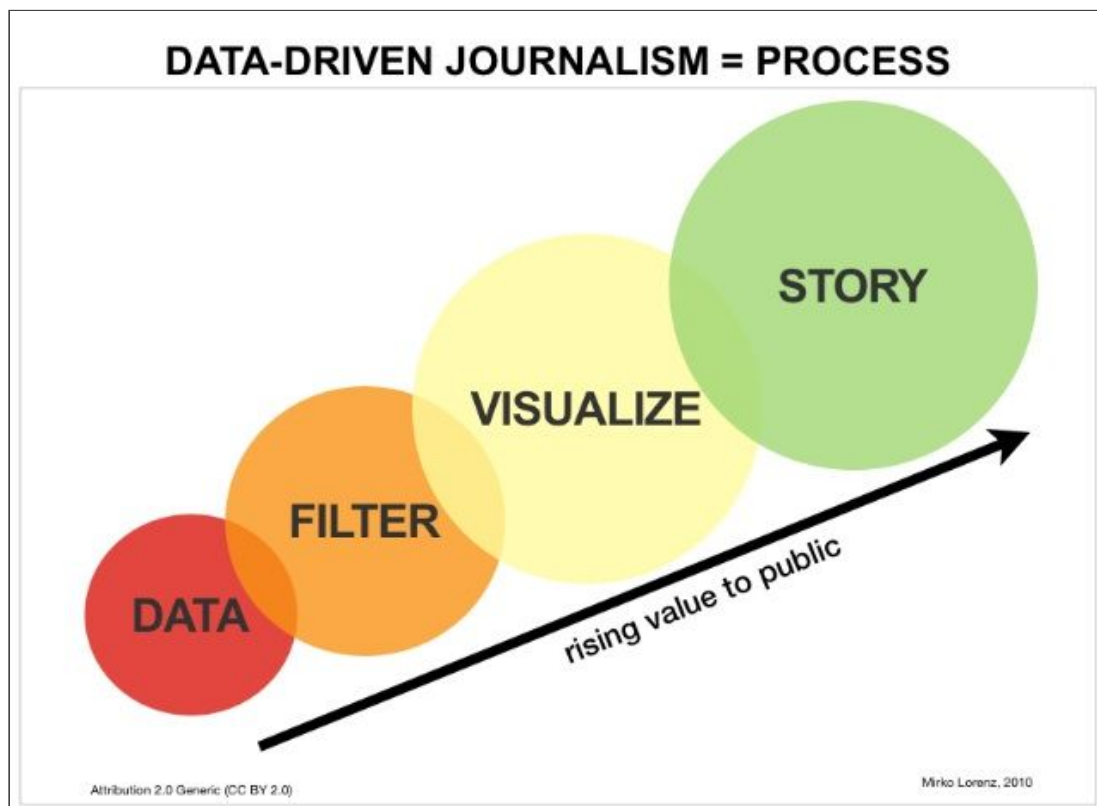 DATA-DRIVEN JOURNALISM = PROCESS
STORY
VISUALIZE
FILTER
DATA
rising value to public
Attribution 2.0 Generic (CC BY 2.0)
Mirko Lorenz, 2010